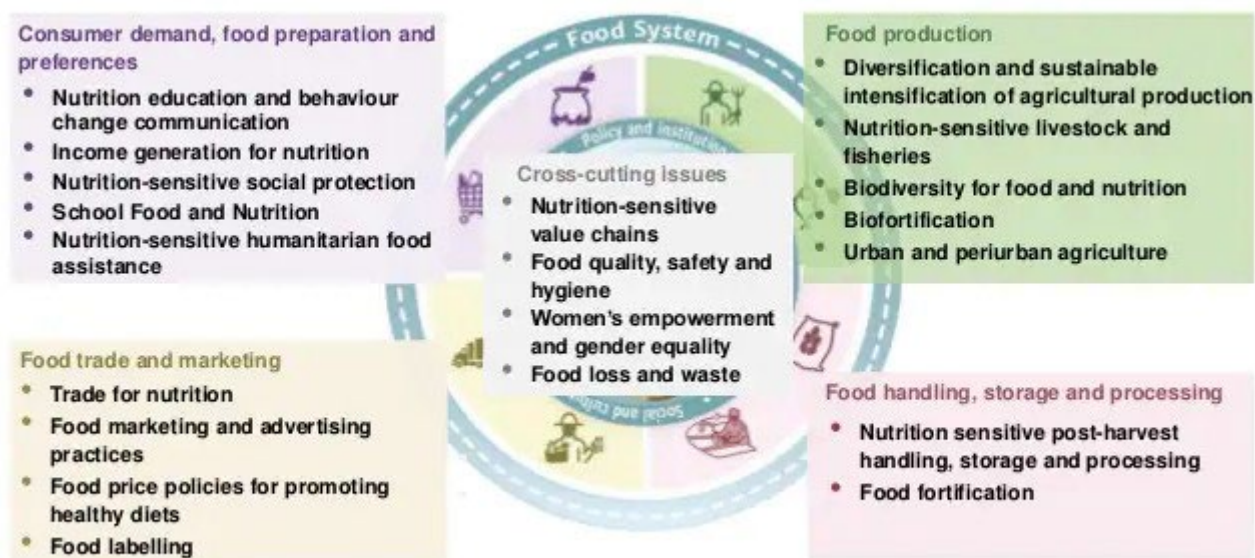 Consumer demand, food preparation and
preferences
• Nutrition education and behaviour
change communication
• Income generation for nutrition
• Nutrition-sensitive social protection
• School Food and Nutrition
• Nutrition-sensitive humanitarian food
assistance
Food System
Food production
• Diversification and sustainable
intensification of agricultural production
• Nutrition-sensitive livestock and
fisheries
• Biodiversity for food and nutrition
• Biofortification
• Urban and periurban agriculture
Policy and
Cross-cutting issues
• Nutrition-sensitive
value chains
• Food quality, safety and
hygiene
• Women's empowerment
and gender equality
• Food loss and waste
Social and
Food trade and marketing
• Trade for nutrition
• Food marketing and advertising
practices
• Food price policies for promoting
healthy diets
• Food labelling
Food handling, storage and processing
• Nutrition sensitive post-harvest
handling, storage and processing
• Food fortification